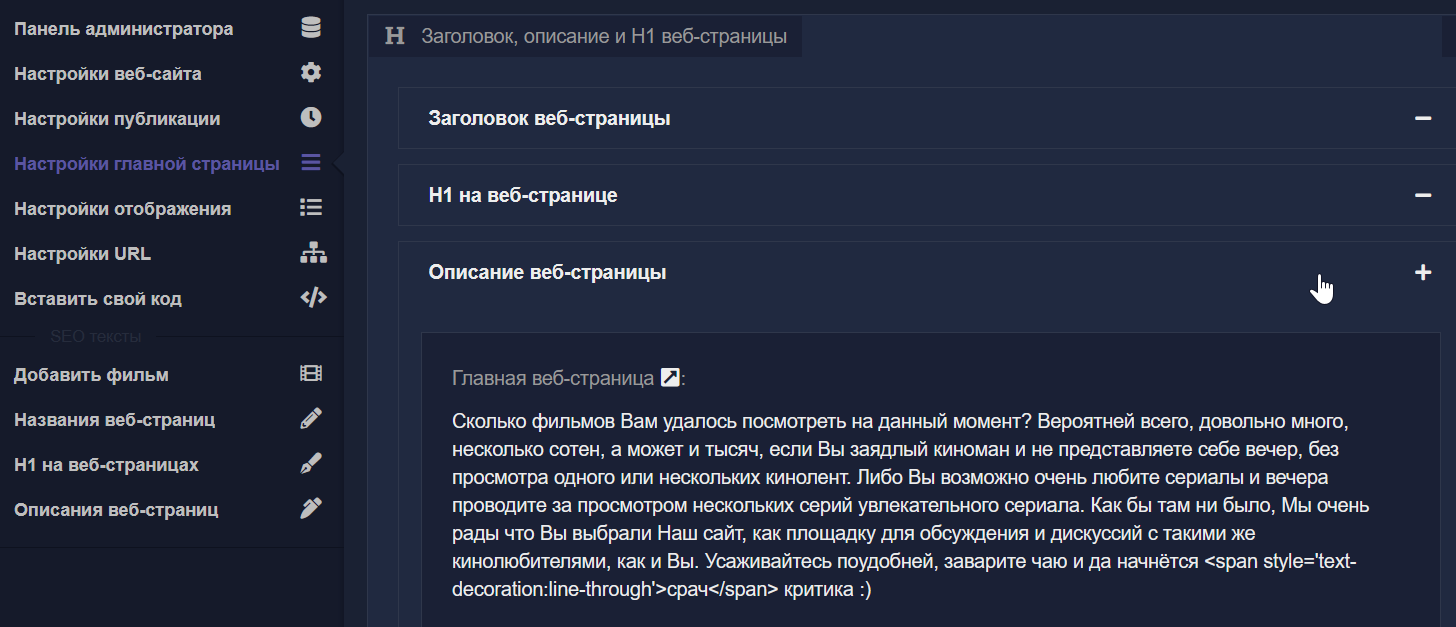 Панель администратора
Настройки веб-сайта
Настройки публикации
Настройки главной страницы
Настройки отображения
Настройки URL
Вставить свой код
SEO тексты
Добавить фильм
Названия веб-страниц
H1 на веб-страницах
Описания веб-страниц
H Заголовок, описание и H1 веб-страницы
Заголовок веб-страницы
H1 на веб-странице
Описание веб-страницы
Главная веб-страница :
Сколько фильмов Вам удалось посмотреть на данный момент? Вероятней всего, довольно много,
несколько сотен, а может и тысяч, если Вы заядлый киноман и не представляете себе вечер, без
просмотра одного или нескольких кинолент. Либо Вы возможно очень любите сериалы и вечера
проводите за просмотром нескольких серий увлекательного сериала. Как бы там ни было, Мы очень
рады что Вы выбрали Наш сайт, как площадку для обсуждения и дискуссий с такими же
кинолюбителями, как и Вы. Усаживайтесь поудобней, заварите чаю и да начнётся <span style='text-
decoration:line-through'>срач</span> критика :)